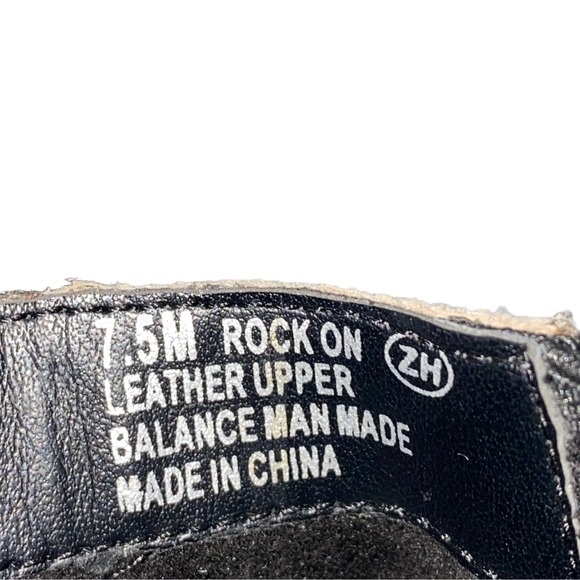 7.5M ROCK ON ZH
LEATHER UPPER
BALANCE MAN MADE
MADE IN CHINA